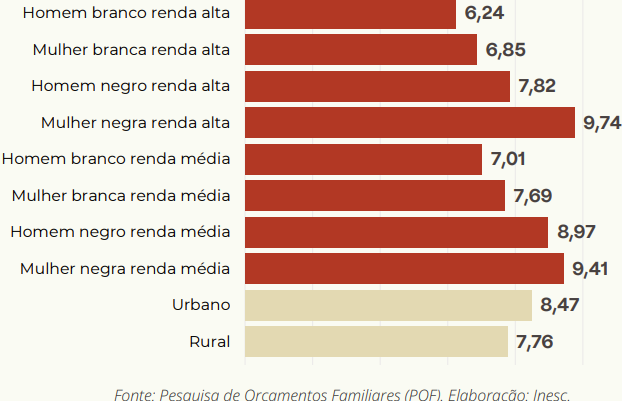 Homem branco renda alta 6,24
Mulher branca renda alta 6,85
Homem negro renda alta 7,82
Mulher negra renda alta 9,74
Homem branco renda média 7,01
Mulher branca renda média 7,69
Homem negro renda média 8,97
Mulher negra renda média 9,41
Urbano 8,47
Rural 7,76
Fonte: Pesquisa de Orçamentos Familiares (POF). Elaboração: Inesc.